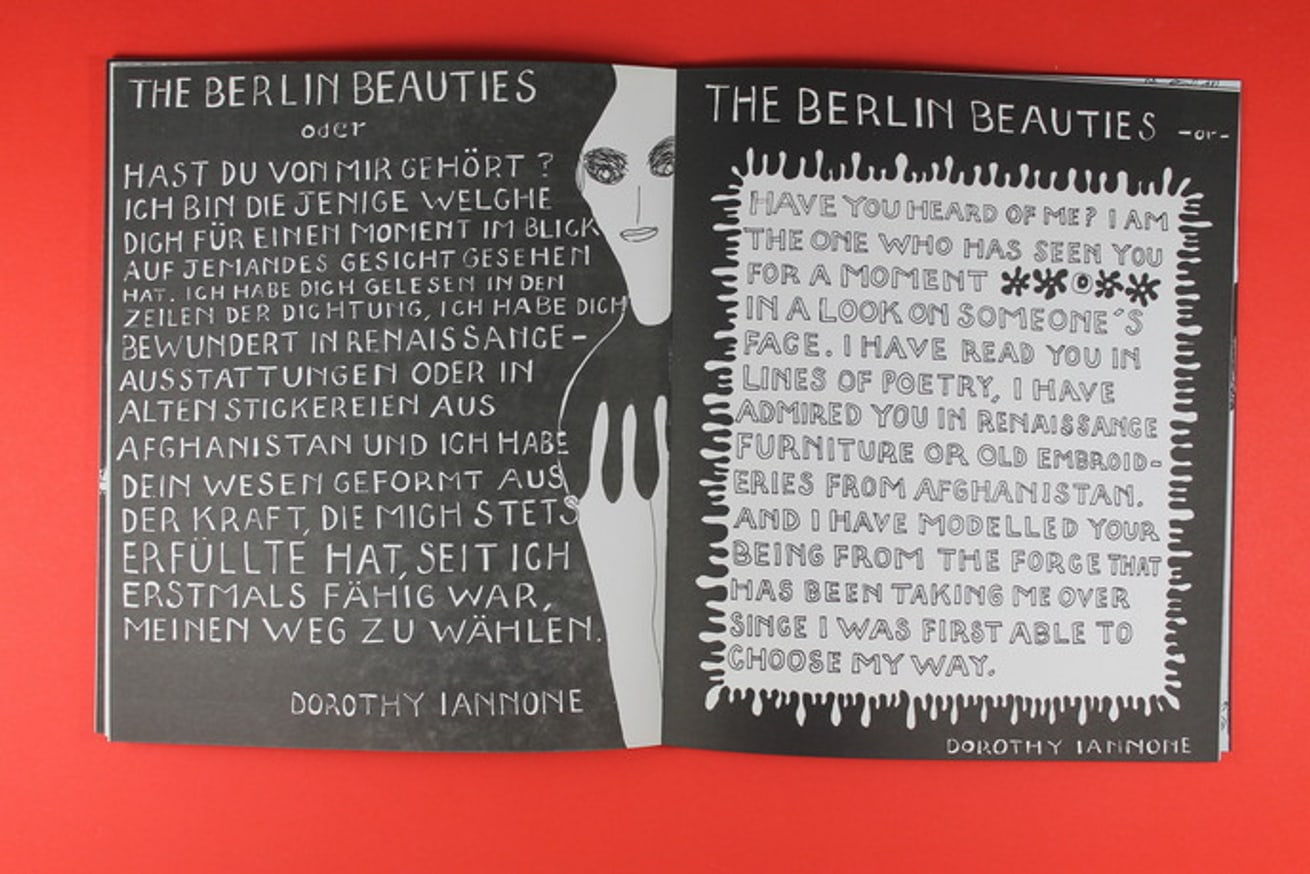 THE BERLIN BEAUTIES
oder
HAST DU VON MIR GEHÖRT ?
ICH BIN DIE JENIGE WELCHE
DICH FÜR EINEN MOMENT IM BLICK
AUF JEMANDES GESICHT GESEHEN
HAT. ICH HABE DICH GELESEN IN DEN
ZEILEN DER DICHTUNG, ICH HABE DICH
BEWUNDERT IN RENAISSANCE-
AUSSTATTUNGEN ODER IN
ALTEN STICKEREIEN AUS
AFGHANISTAN UND ICH HABE
DEIN WESEN GEFORMT AUS
DER KRAFT, DIE MICH STETS
ERFÜLLTE HAT, SEIT ICH
ERSTMALS FÄHIG WAR,
MEINEN WEG ZU WÄHLEN.
DOROTHY IANNONE
THE BERLIN BEAUTIES -or-
HAVE YOU HEARD OF ME? I AM
THE ONE WHO HAS SEEN YOU
FOR A MOMENT
IN A LOOK ON SOMEONE'S
FACE. I HAVE READ YOU IN
LINES OF POETRY, I HAVE
ADMIRED YOU IN RENAISSANCE
FURNITURE OR OLD EMBROID-
ERIES FROM AFGHANISTAN.
AND I HAVE MODELLED YOUR
BEING FROM THE FORCE THAT
HAS BEEN TAKING ME OVER
SINCE I WAS FIRST ABLE TO
CHOOSE MY WAY.
DOROTHY IANNONE